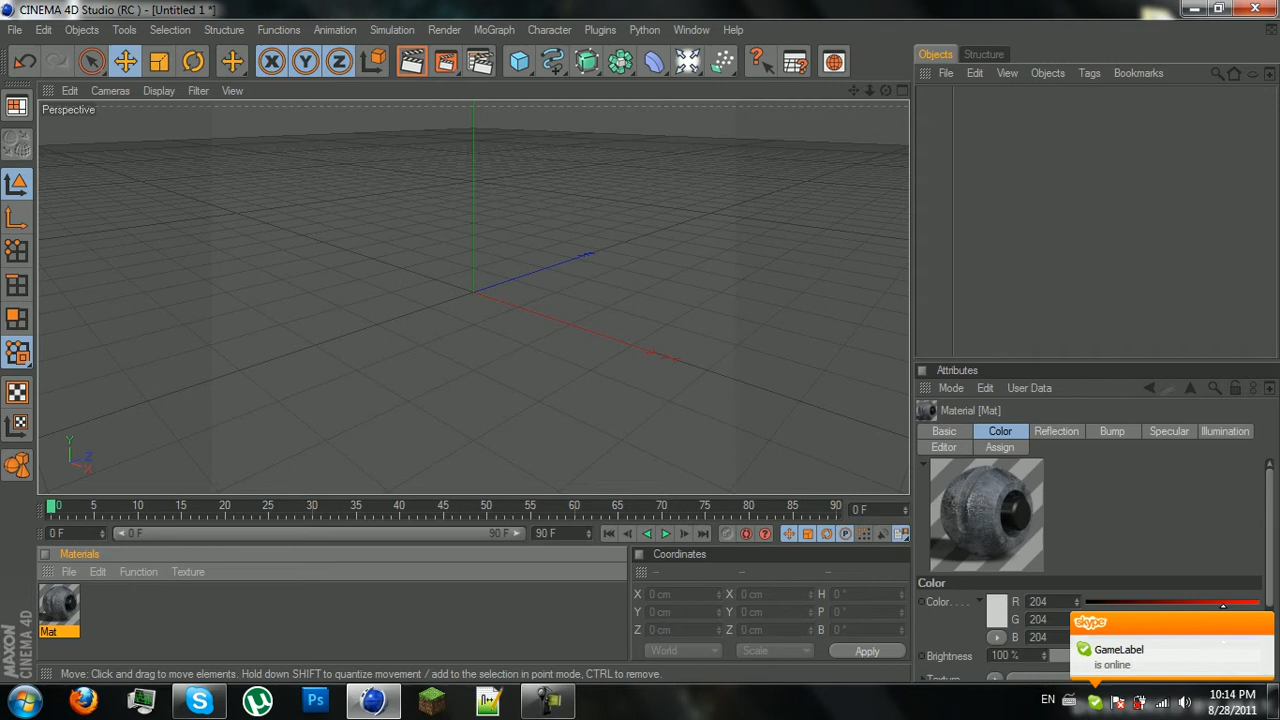 CINEMA 4D Studio (RC ) - [Untitled 1 *]
File Edit Objects Tools Selection Structure Functions Animation Simulation Render MoGraph Character Plugins Python Window Help
X Y Z
Objects Structure
File Edit View Objects Tags Bookmarks
Edit Cameras Display Filter View
Perspective
Y
Z
X
Attributes
Mode Edit User Data
Material [Mat]
Basic Color Reflection Bump Specular Illumination
Editor Assign
0 5 10 15 20 25 30 35 40 45 50 55 60 65 70 75 80 85 90 0 F
0 F 0 F 90 F 90 F P
Materials
File Edit Function Texture
Mat
Coordinates
-- -- --
X 0 cm X 0 cm H 0 °
Y 0 cm Y 0 cm P 0 °
Z 0 cm Z 0 cm B 0 °
World Scale Apply
Color
Color . . . . R 204
G 204
B 204
Brightness 100 %
skype
GameLabel
is online
MAXON
CINEMA 4D
Move: Click and drag to move elements. Hold down SHIFT to quantize movement / add to the selection in point mode, CTRL to remove.
Ps
EN
10:14 PM
8/28/2011